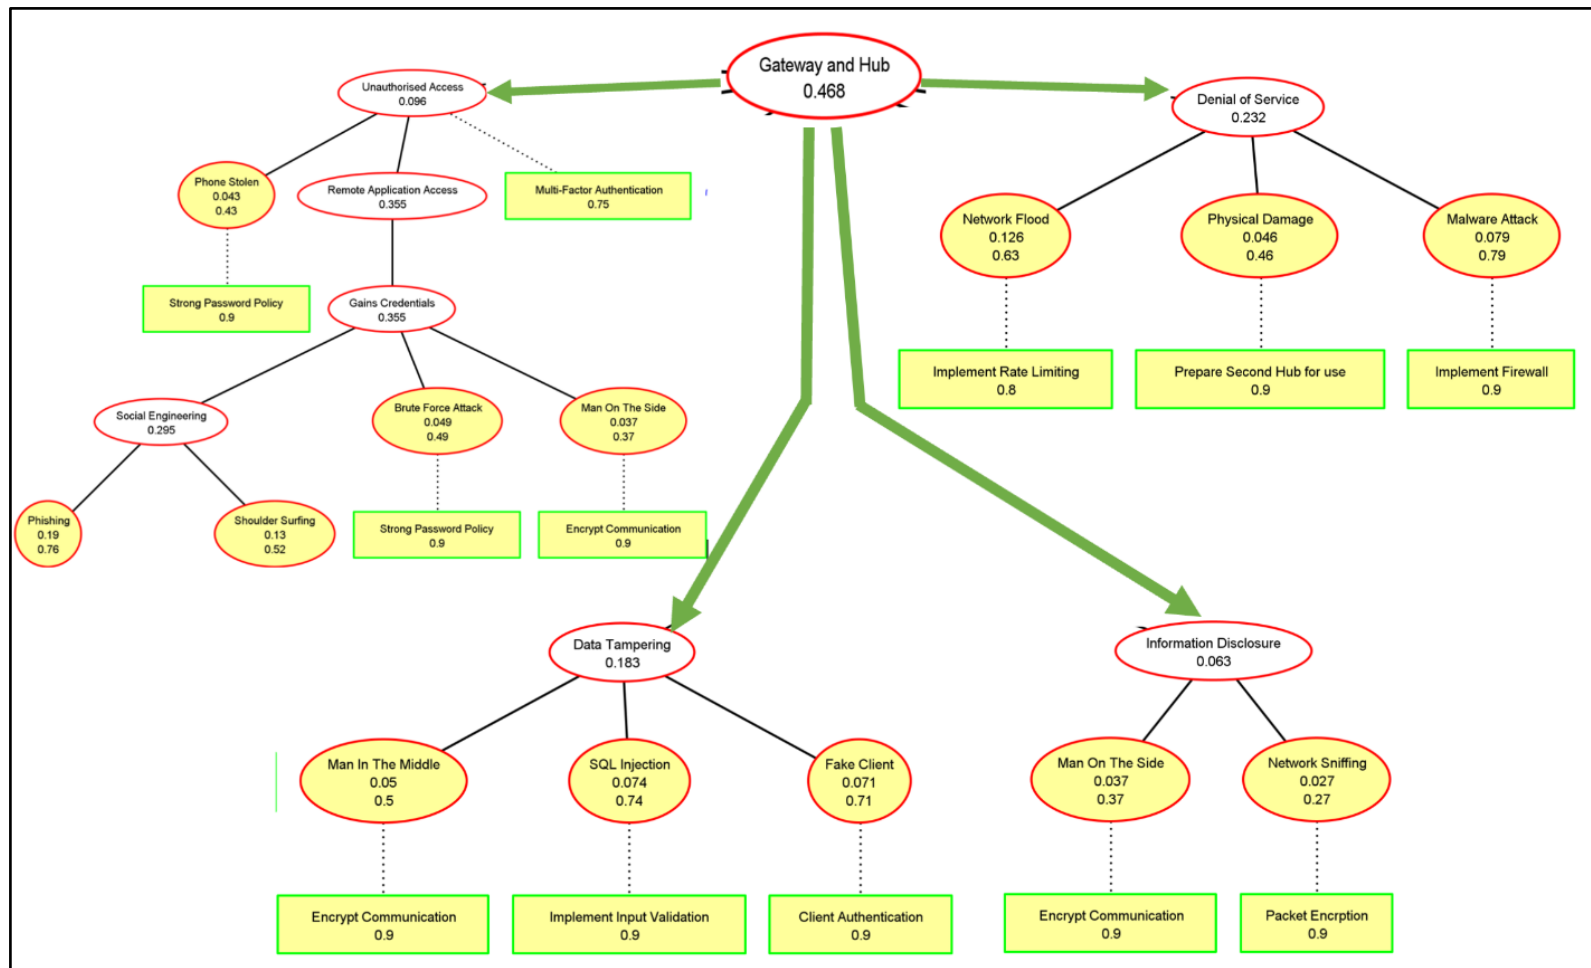 Gateway and Hub
0.468
Unauthorised Access
0.096
Denial of Service
0.232
Phone Stolen
0.043
0.43
Remote Application Access
0.355
Multi-Factor Authentication
0.75
Network Flood
0.126
0.63
Physical Damage
0.046
0.46
Malware Attack
0.079
0.79
Strong Password Policy
0.9
Gains Credentials
0.355
Implement Rate Limiting
0.8
Prepare Second Hub for use
0.9
Implement Firewall
0.9
Social Engineering
0.295
Brute Force Attack
0.049
0.49
Man On The Side
0.037
0.37
Phishing
0.19
0.76
Shoulder Surfing
0.13
0.52
Strong Password Policy
0.9
Encrypt Communication
0.9
Data Tampering
0.183
Information Disclosure
0.063
Man In The Middle
0.05
0.5
SQL Injection
0.074
0.74
Fake Client
0.071
0.71
Man On The Side
0.037
0.37
Network Sniffing
0.027
0.27
Encrypt Communication
0.9
Implement Input Validation
0.9
Client Authentication
0.9
Encrypt Communication
0.9
Packet Encrption
0.9